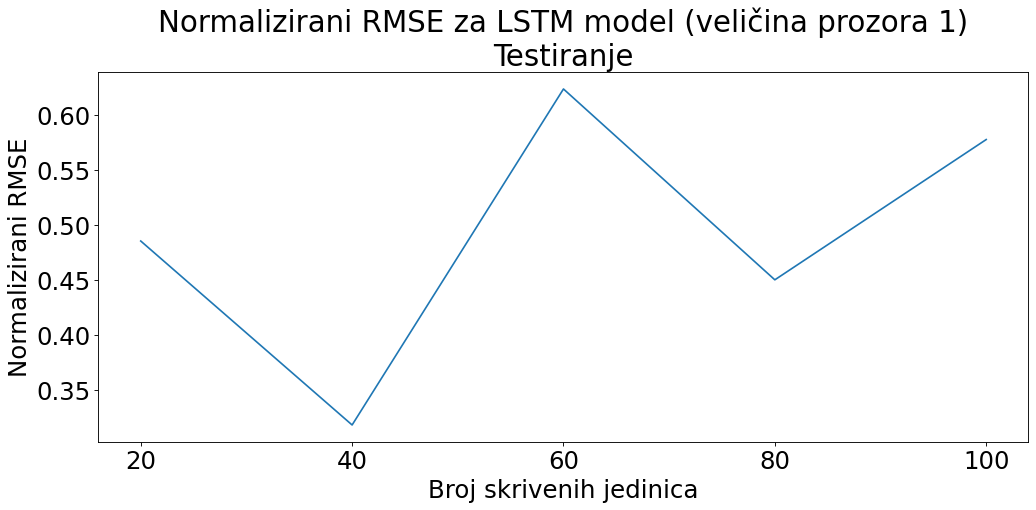 Normalizirani RMSE za LSTM model (veličina prozora 1)
Testiranje
Normalizirani RMSE
0.60
0.55
0.50
0.45
0.40
0.35
20 40 60 80 100
Broj skrivenih jedinica